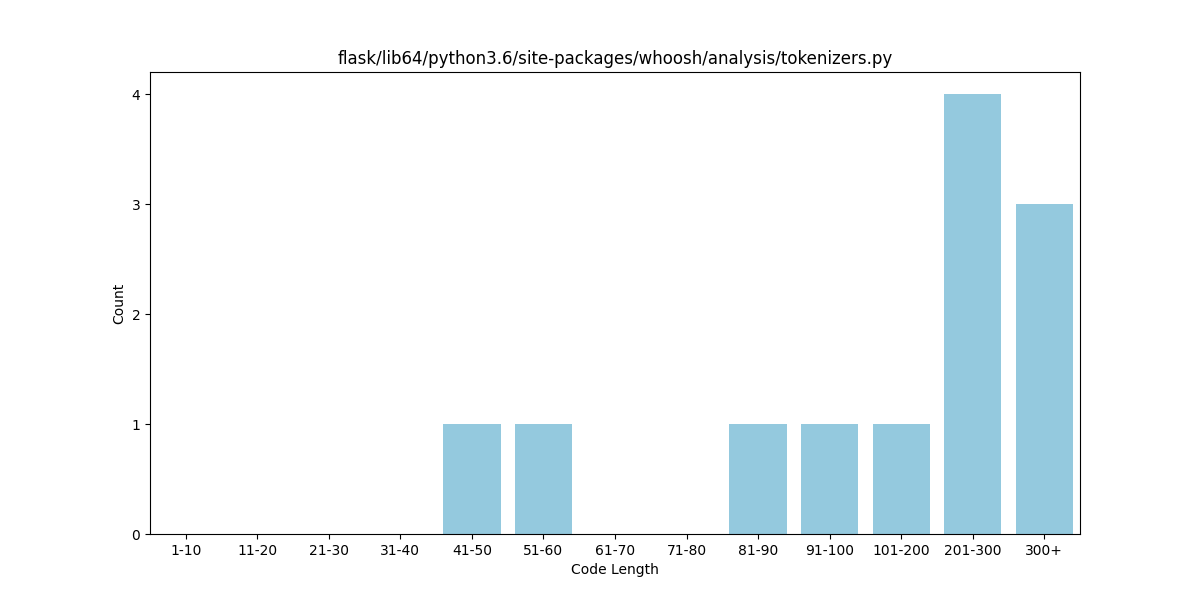 flask/lib64/python3.6/site-packages/whoosh/analysis/tokenizers.py
4
3
2
1
0
Count
1-10 11-20 21-30 31-40 41-50 51-60 61-70 71-80 81-90 91-100 101-200 201-300 300+
Code Length